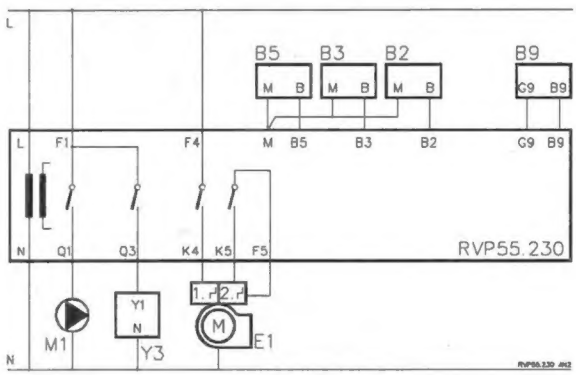 L
B5 B3 B2 B9
M B M B M B G9 B9
L F1 F4 M B5 B3 B2 G9 B9
N Q1 Q3 K4 K5 F5 RVP55.230
1. 2.
Y1
N
M
M1 Y3 E1
N